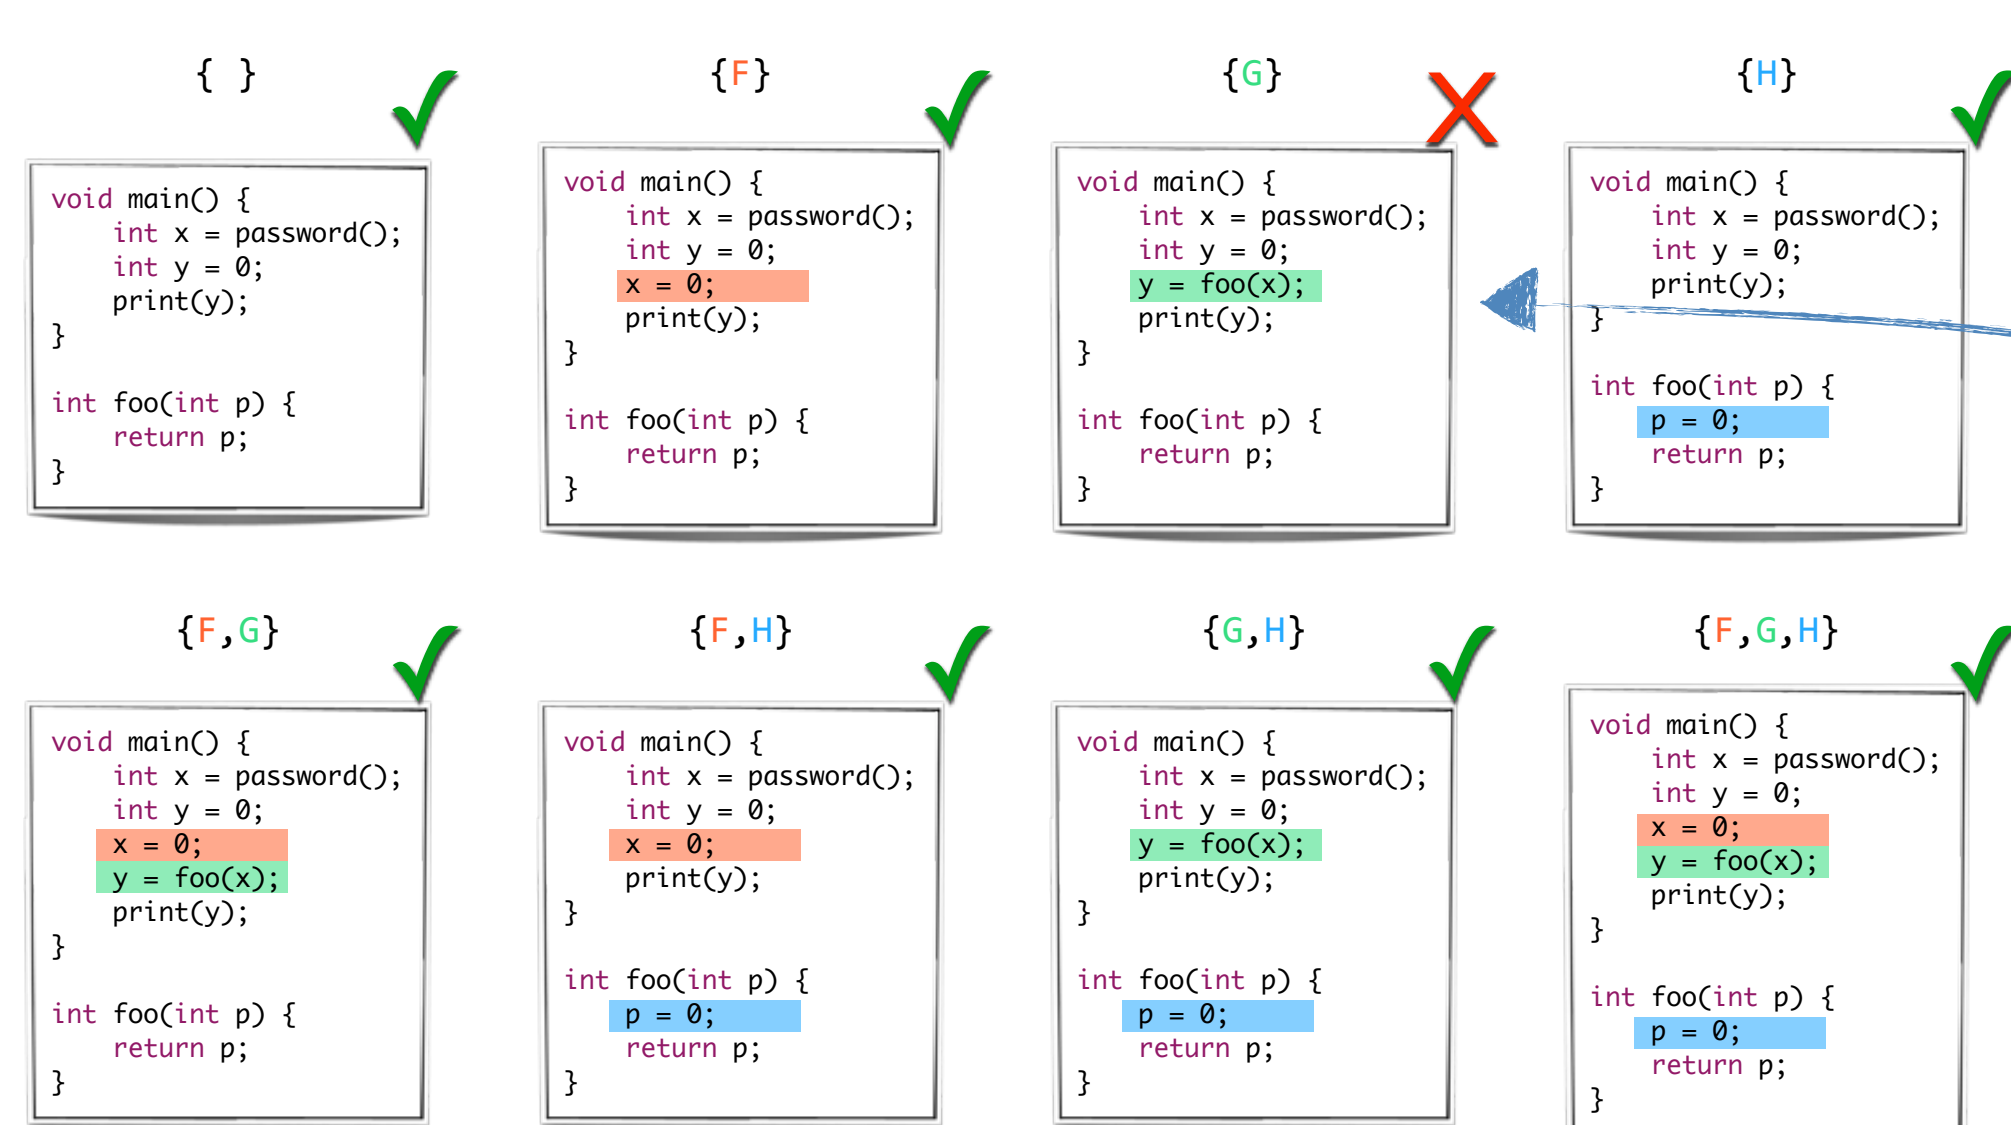 { }
void main() {
    int x = password();
    int y = 0;
    print(y);
}
int foo(int p) {
    return p;
}
{F}
void main() {
    int x = password();
    int y = 0;
    x = 0;
    print(y);
}
int foo(int p) {
    return p;
}
{G}
void main() {
    int x = password();
    int y = 0;
    y = foo(x);
    print(y);
}
int foo(int p) {
    return p;
}
{H}
void main() {
    int x = password();
    int y = 0;
    print(y);
}
int foo(int p) {
    p = 0;
    return p;
}
{F,G}
void main() {
    int x = password();
    int y = 0;
    x = 0;
    y = foo(x);
    print(y);
}
int foo(int p) {
    return p;
}
{F,H}
void main() {
    int x = password();
    int y = 0;
    x = 0;
    print(y);
}
int foo(int p) {
    p = 0;
    return p;
}
{G,H}
void main() {
    int x = password();
    int y = 0;
    y = foo(x);
    print(y);
}
int foo(int p) {
    p = 0;
    return p;
}
{F,G,H}
void main() {
    int x = password();
    int y = 0;
    x = 0;
    y = foo(x);
    print(y);
}
int foo(int p) {
    p = 0;
    return p;
}